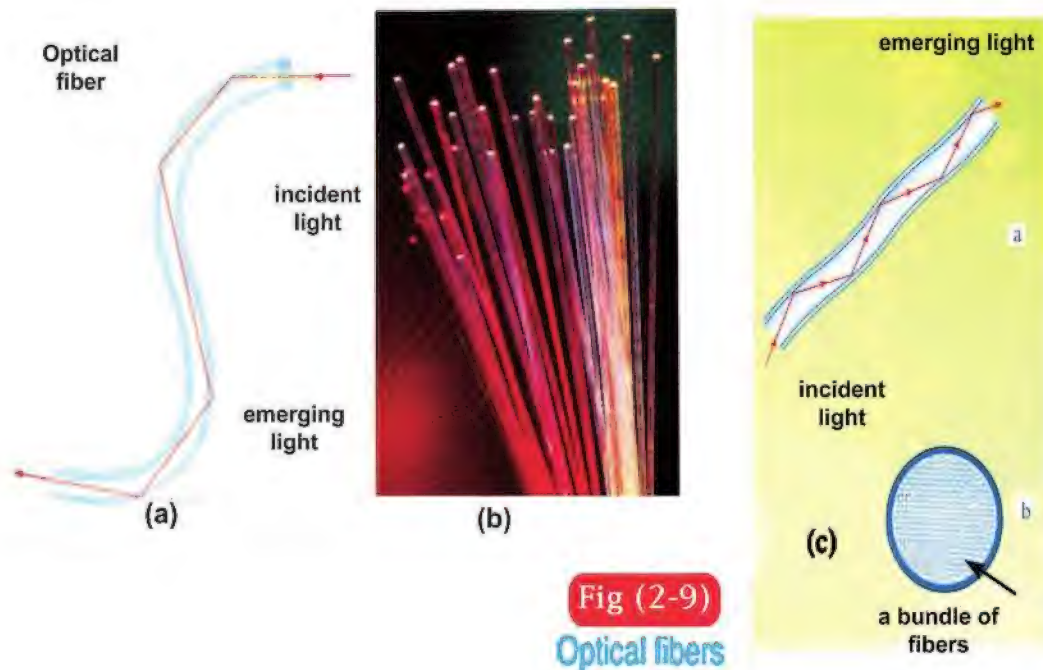 Optical
fiber
incident
light
emerging
light
(a)
(b)
emerging light
a
incident
light
b
(c)
a bundle of
fibers
Fig (2-9)
Optical fibers